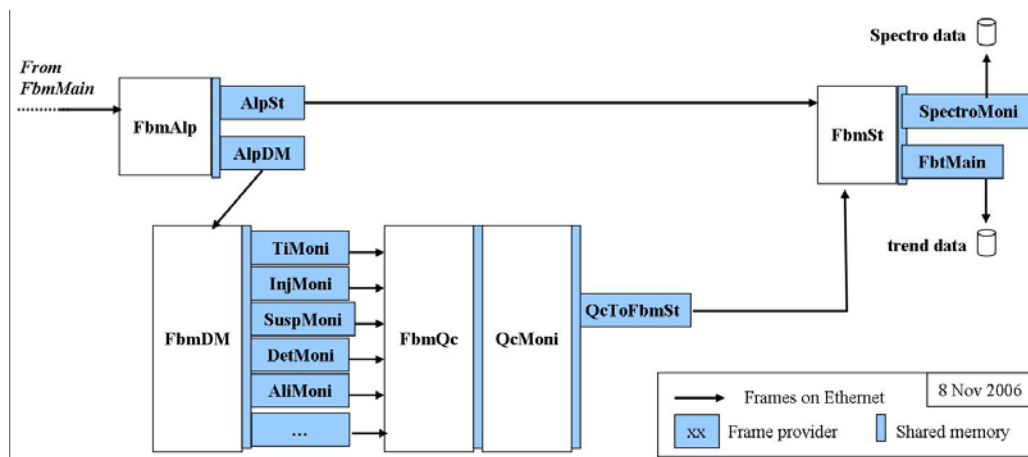 From
FbmMain
FbmAlp
AlpSt
AlpDM
Spectro data
FbmSt
SpectroMoni
FbtMain
trend data
FbmDM
TiMoni
InjMoni
SuspMoni
DetMoni
AliMoni
...
FbmQc
QcMoni
QcToFbmSt
Frames on Ethernet
8 Nov 2006
xx
Frame provider
Shared memory